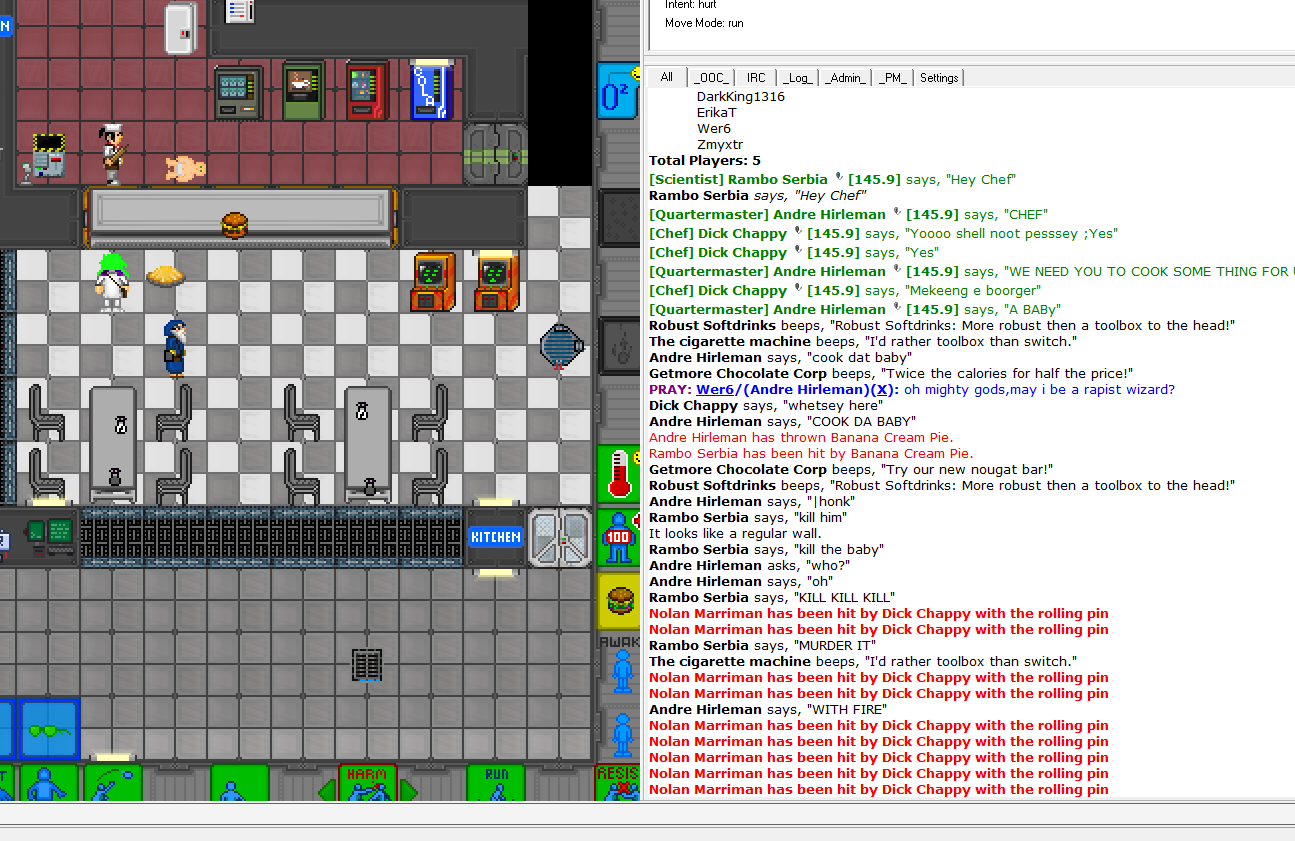 Intent: hurt
Move Mode: run
All
_OOC_
IRC
_Log_
_Admin_
_PM_
Settings
DarkKing1316
ErikaT
Wer6
Zmyxtr
Total Players: 5
[Scientist] Rambo Serbia [145.9] says, "Hey Chef"
Rambo Serbia says, "Hey Chef"
[Quartermaster] Andre Hirleman [145.9] says, "CHEF"
[Chef] Dick Chappy [145.9] says, "Yoooo shell noot pesssey ;Yes"
[Chef] Dick Chappy [145.9] says, "Yes"
[Quartermaster] Andre Hirleman [145.9] says, "WE NEED YOU TO COOK SOME THING FOR
[Chef] Dick Chappy [145.9] says, "Mekeeng e boorger"
[Quartermaster] Andre Hirleman [145.9] says, "A BABy"
Robust Softdrinks beeps, "Robust Softdrinks: More robust then a toolbox to the head!"
The cigarette machine beeps, "I'd rather toolbox than switch."
Andre Hirleman says, "cook dat baby"
Getmore Chocolate Corp beeps, "Twice the calories for half the price!"
PRAY: Wer6/(Andre Hirleman)(X): oh mighty gods,may i be a rapist wizard?
Dick Chappy says, "whetsey here"
Andre Hirleman says, "COOK DA BABY"
Andre Hirleman has thrown Banana Cream Pie.
Rambo Serbia has been hit by Banana Cream Pie.
Getmore Chocolate Corp beeps, "Try our new nougat bar!"
Robust Softdrinks beeps, "Robust Softdrinks: More robust then a toolbox to the head!"
Andre Hirleman says, "|honk"
Rambo Serbia says, "kill him"
It looks like a regular wall.
Rambo Serbia says, "kill the baby"
Andre Hirleman asks, "who?"
Andre Hirleman says, "oh"
Rambo Serbia says, "KILL KILL KILL"
Nolan Marriman has been hit by Dick Chappy with the rolling pin
Nolan Marriman has been hit by Dick Chappy with the rolling pin
Rambo Serbia says, "MURDER IT"
The cigarette machine beeps, "I'd rather toolbox than switch."
Nolan Marriman has been hit by Dick Chappy with the rolling pin
Nolan Marriman has been hit by Dick Chappy with the rolling pin
Andre Hirleman says, "WITH FIRE"
Nolan Marriman has been hit by Dick Chappy with the rolling pin
Nolan Marriman has been hit by Dick Chappy with the rolling pin
Nolan Marriman has been hit by Dick Chappy with the rolling pin
Nolan Marriman has been hit by Dick Chappy with the rolling pin
Nolan Marriman has been hit by Dick Chappy with the rolling pin
N
O²
100
KITCHEN
AWAK
HARM
RUN
RESIS